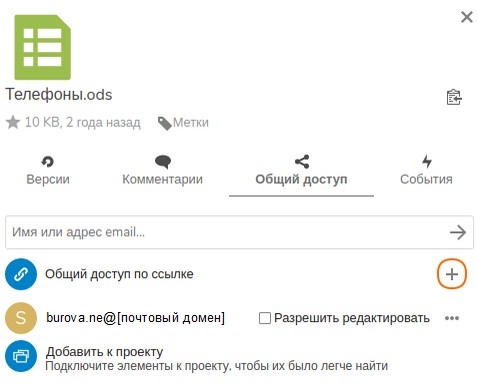 Телефоны.ods
10 KB, 2 года назад Метки
Версии Комментарии Общий доступ События
Имя или адрес email...
Общий доступ по ссылке
S burova.ne@[почтовый домен] Разрешить редактировать
Добавить к проекту
Подключите элементы к проекту, чтобы их было легче найти